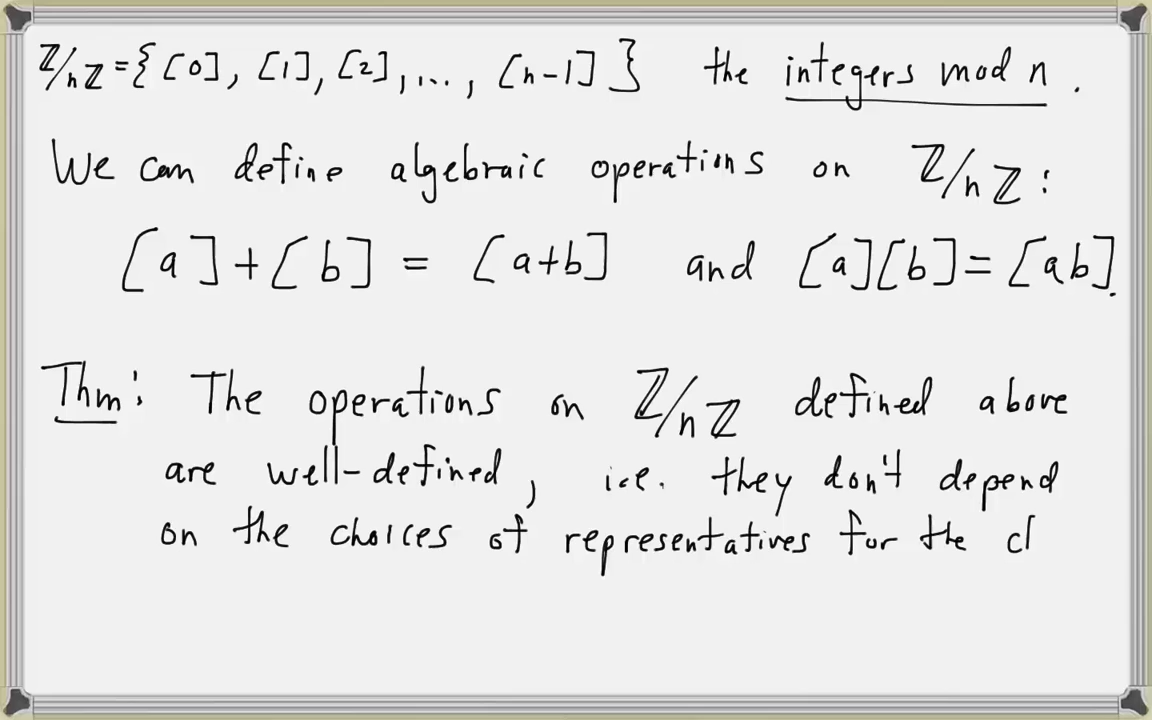 ℤ/nℤ = { [0], [1], [2], ..., [n-1] } the integers mod n.
We can define algebraic operations on ℤ/nℤ:
[a]+[b] = [a+b] and [a][b]=[ab].
Thm: The operations on ℤ/nℤ defined above
are well-defined, i.e. they don't depend
on the choices of representatives for the cl